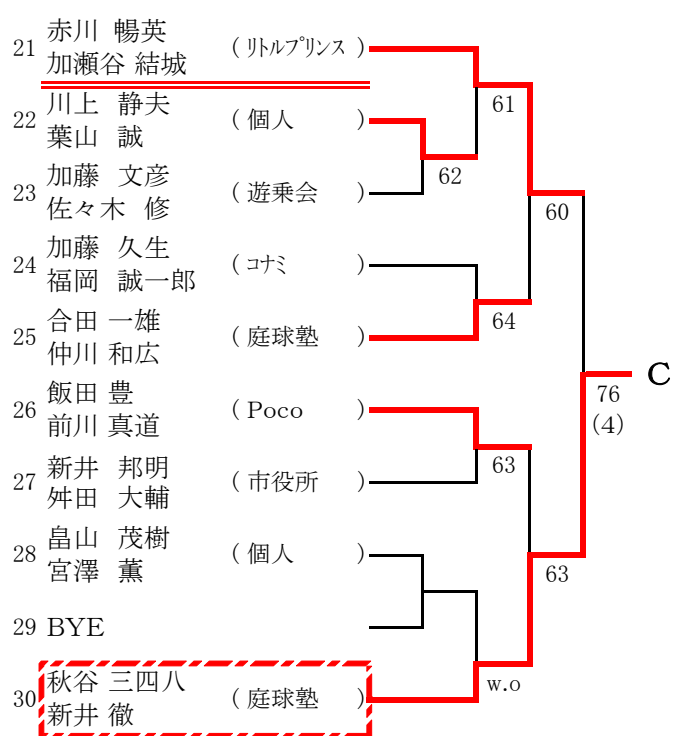 21 赤川 暢英 ( リトルプリンス )
加瀬谷 結城
61
22 川上 静夫 ( 個人 )
葉山 誠
62
23 加藤 文彦 ( 遊乗会 )
佐々木 修
60
24 加藤 久生 ( コナミ )
福岡 誠一郎
64
25 合田 一雄 ( 庭球塾 )
仲川 和広
C
76
(4)
26 飯田 豊 ( Poco )
前川 真道
63
27 新井 邦明 ( 市役所 )
舛田 大輔
28 畠山 茂樹 ( 個人 )
宮澤 薫
63
29 BYE
w.o
30 秋谷 三四八 ( 庭球塾 )
新井 徹